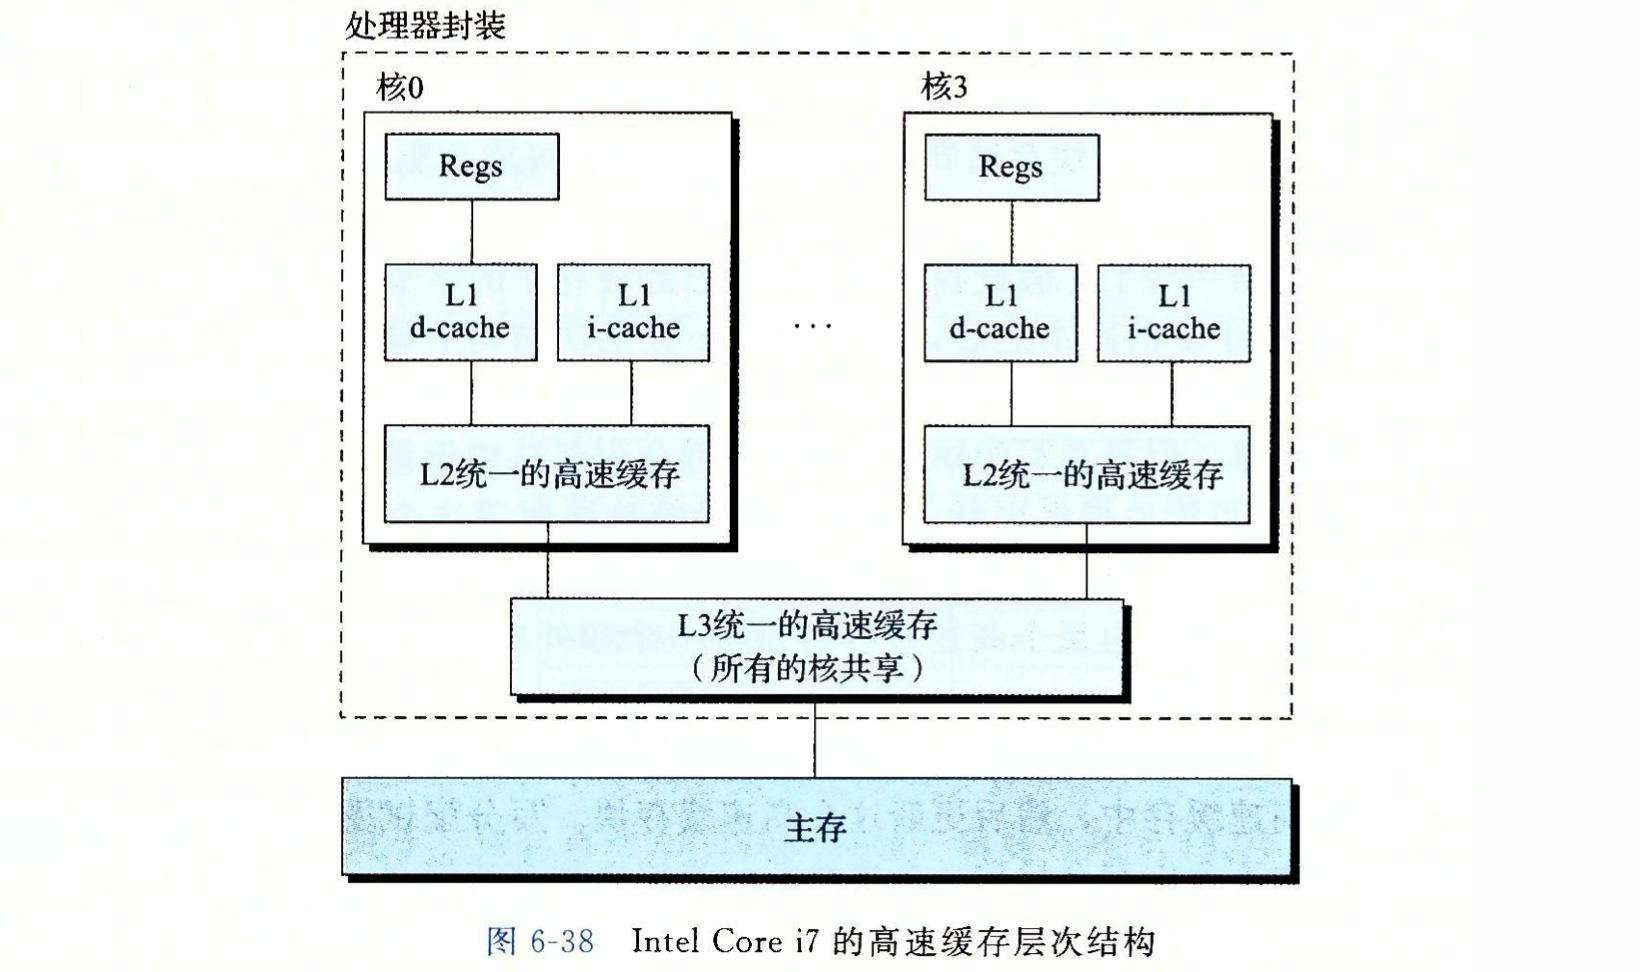 处理器封装
核0
核3
Regs
Regs
L1
d-cache
L1
i-cache
...
L1
d-cache
L1
i-cache
L2统一的高速缓存
L2统一的高速缓存
L3统一的高速缓存
（所有的核共享）
主存
图 6-38 Intel Core i7 的高速缓存层次结构